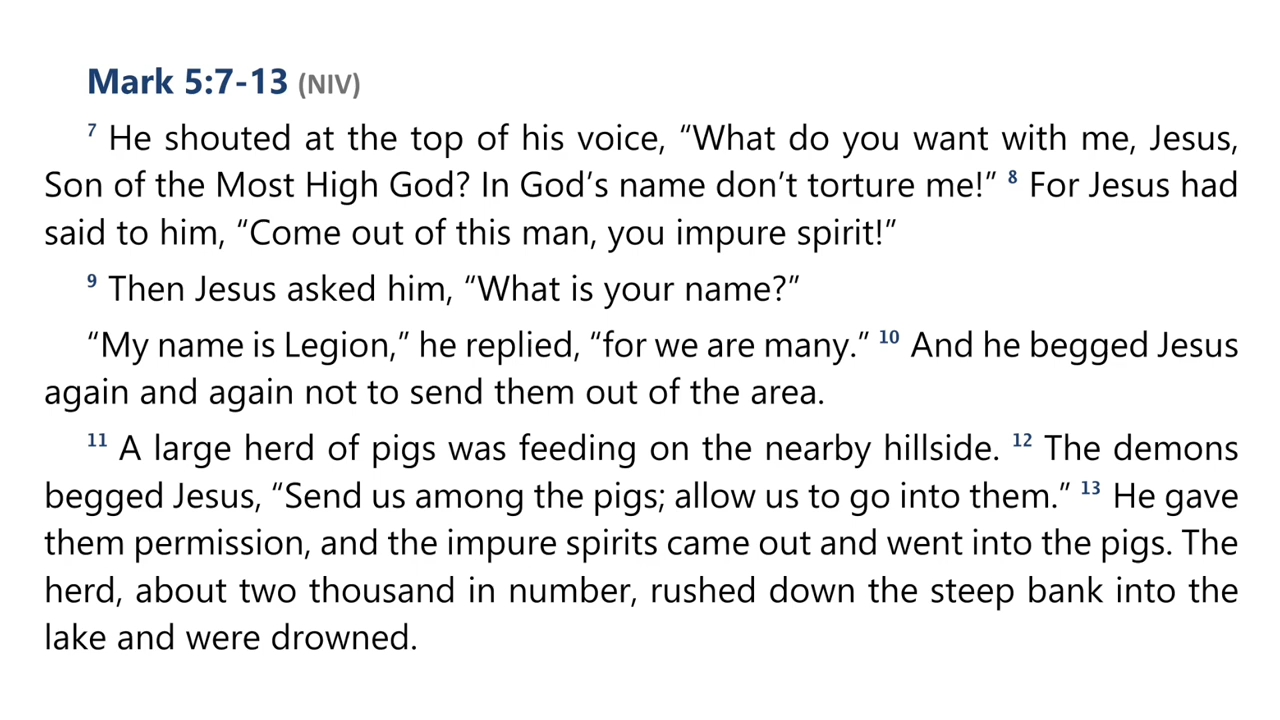 Mark 5:7-13 (NIV)
7 He shouted at the top of his voice, “What do you want with me, Jesus,
Son of the Most High God? In God’s name don’t torture me!” 8 For Jesus had
said to him, “Come out of this man, you impure spirit!”
9 Then Jesus asked him, “What is your name?”
“My name is Legion,” he replied, “for we are many.” 10 And he begged Jesus
again and again not to send them out of the area.
11 A large herd of pigs was feeding on the nearby hillside. 12 The demons
begged Jesus, “Send us among the pigs; allow us to go into them.” 13 He gave
them permission, and the impure spirits came out and went into the pigs. The
herd, about two thousand in number, rushed down the steep bank into the
lake and were drowned.